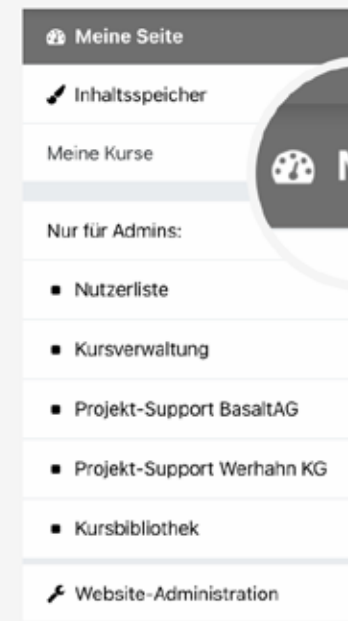 Meine Seite
Inhaltsspeicher
Meine Kurse
Nur für Admins:
Nutzerliste
Kursverwaltung
Projekt-Support BasaltAG
Projekt-Support Werhahn KG
Kursbibliothek
Website-Administration